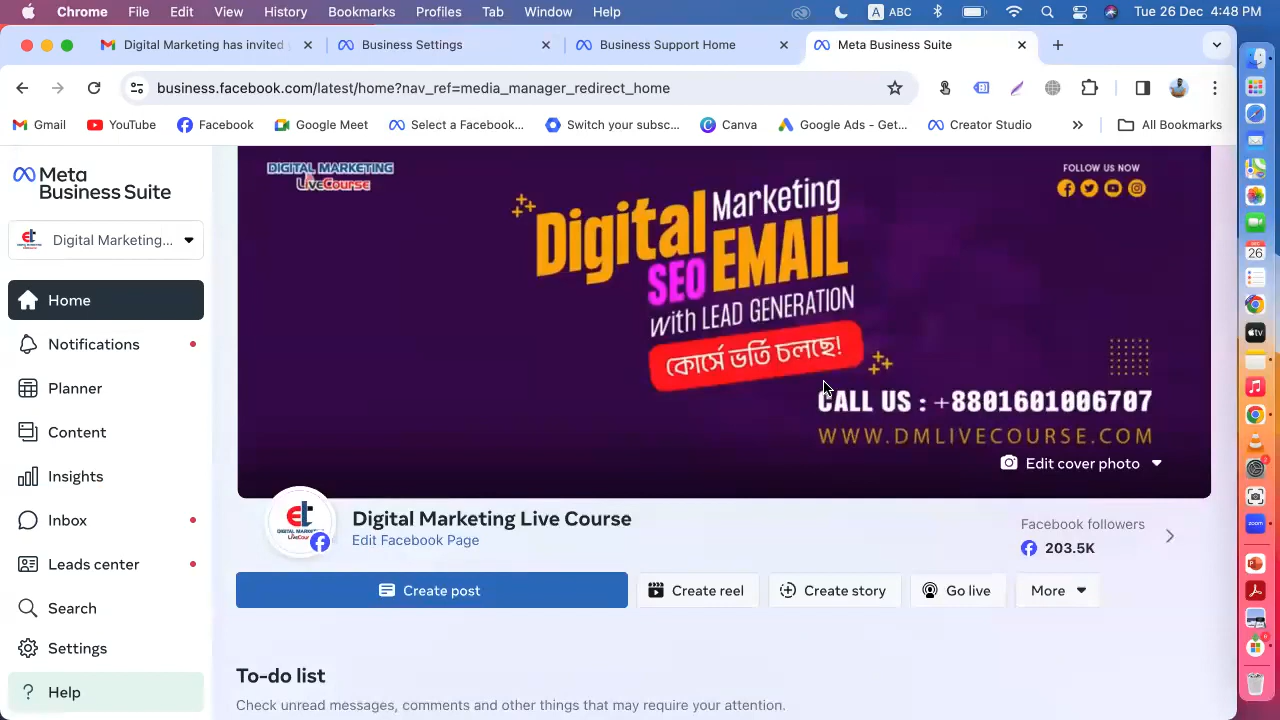 Chrome File Edit View History Bookmarks Profiles Tab Window Help A ABC Tue 26 Dec 4:48 PM
Digital Marketing has invited
Business Settings
Business Support Home
Meta Business Suite
business.facebook.com/latest/home?nav_ref=media_manager_redirect_home
Gmail YouTube Facebook Google Meet Select a Facebook... Switch your subsc... Canva Google Ads - Get... Creator Studio » All Bookmarks
Meta
Business Suite
Digital Marketing...
Home
Notifications
Planner
Content
Insights
Inbox
Leads center
Search
Settings
? Help
DIGITAL MARKETING
LiveCourse
FOLLOW US NOW
Digital Marketing
SEO EMAIL
with LEAD GENERATION
কোর্সে ভর্তি চলছে!
CALL US : +8801601006707
WWW.DMLIVECOURSE.COM
Edit cover photo
Digital Marketing Live Course
Edit Facebook Page
Facebook followers
203.5K
Create post
Create reel
Create story
Go live
More
To-do list
Check unread messages, comments and other things that may require your attention.
26
tv
zoom